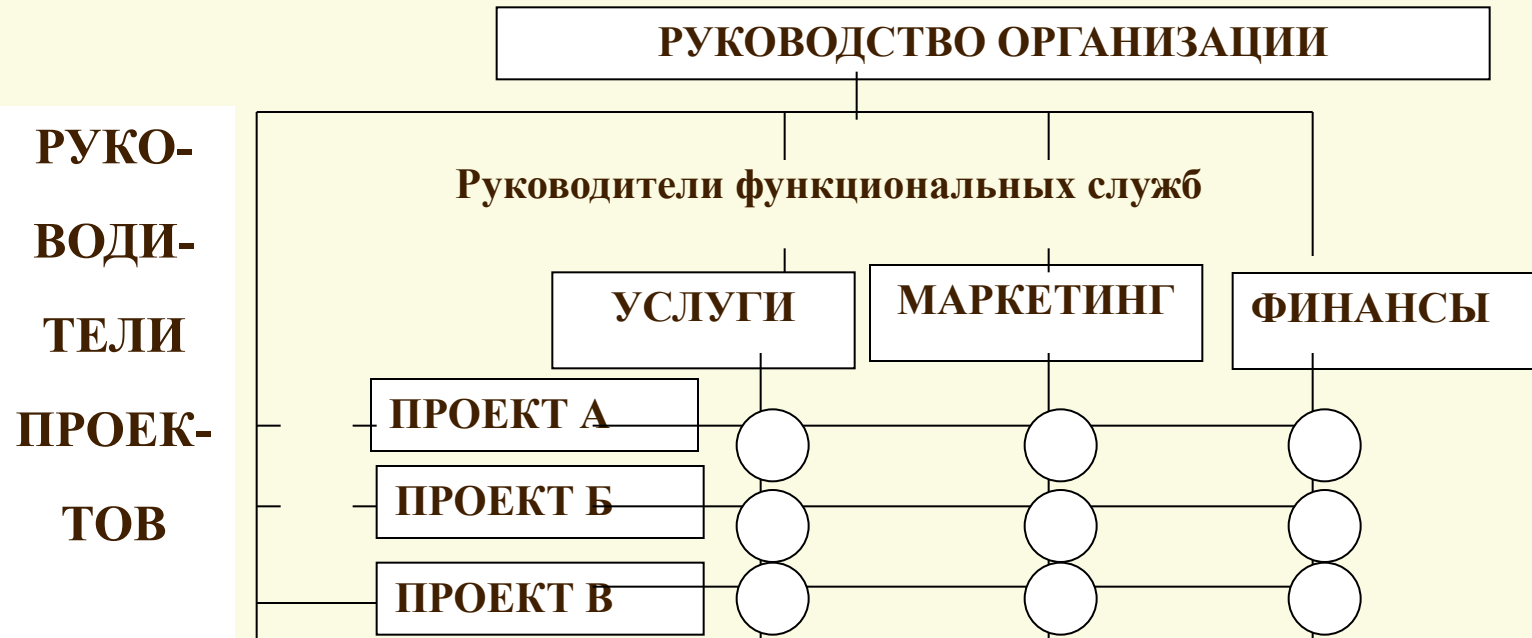 РУКОВОДСТВО ОРГАНИЗАЦИИ
РУКО-
ВОДИ-
ТЕЛИ
ПРОЕК-
ТОВ
Руководители функциональных служб
УСЛУГИ
МАРКЕТИНГ
ФИНАНСЫ
ПРОЕКТ А
ПРОЕКТ Б
ПРОЕКТ В